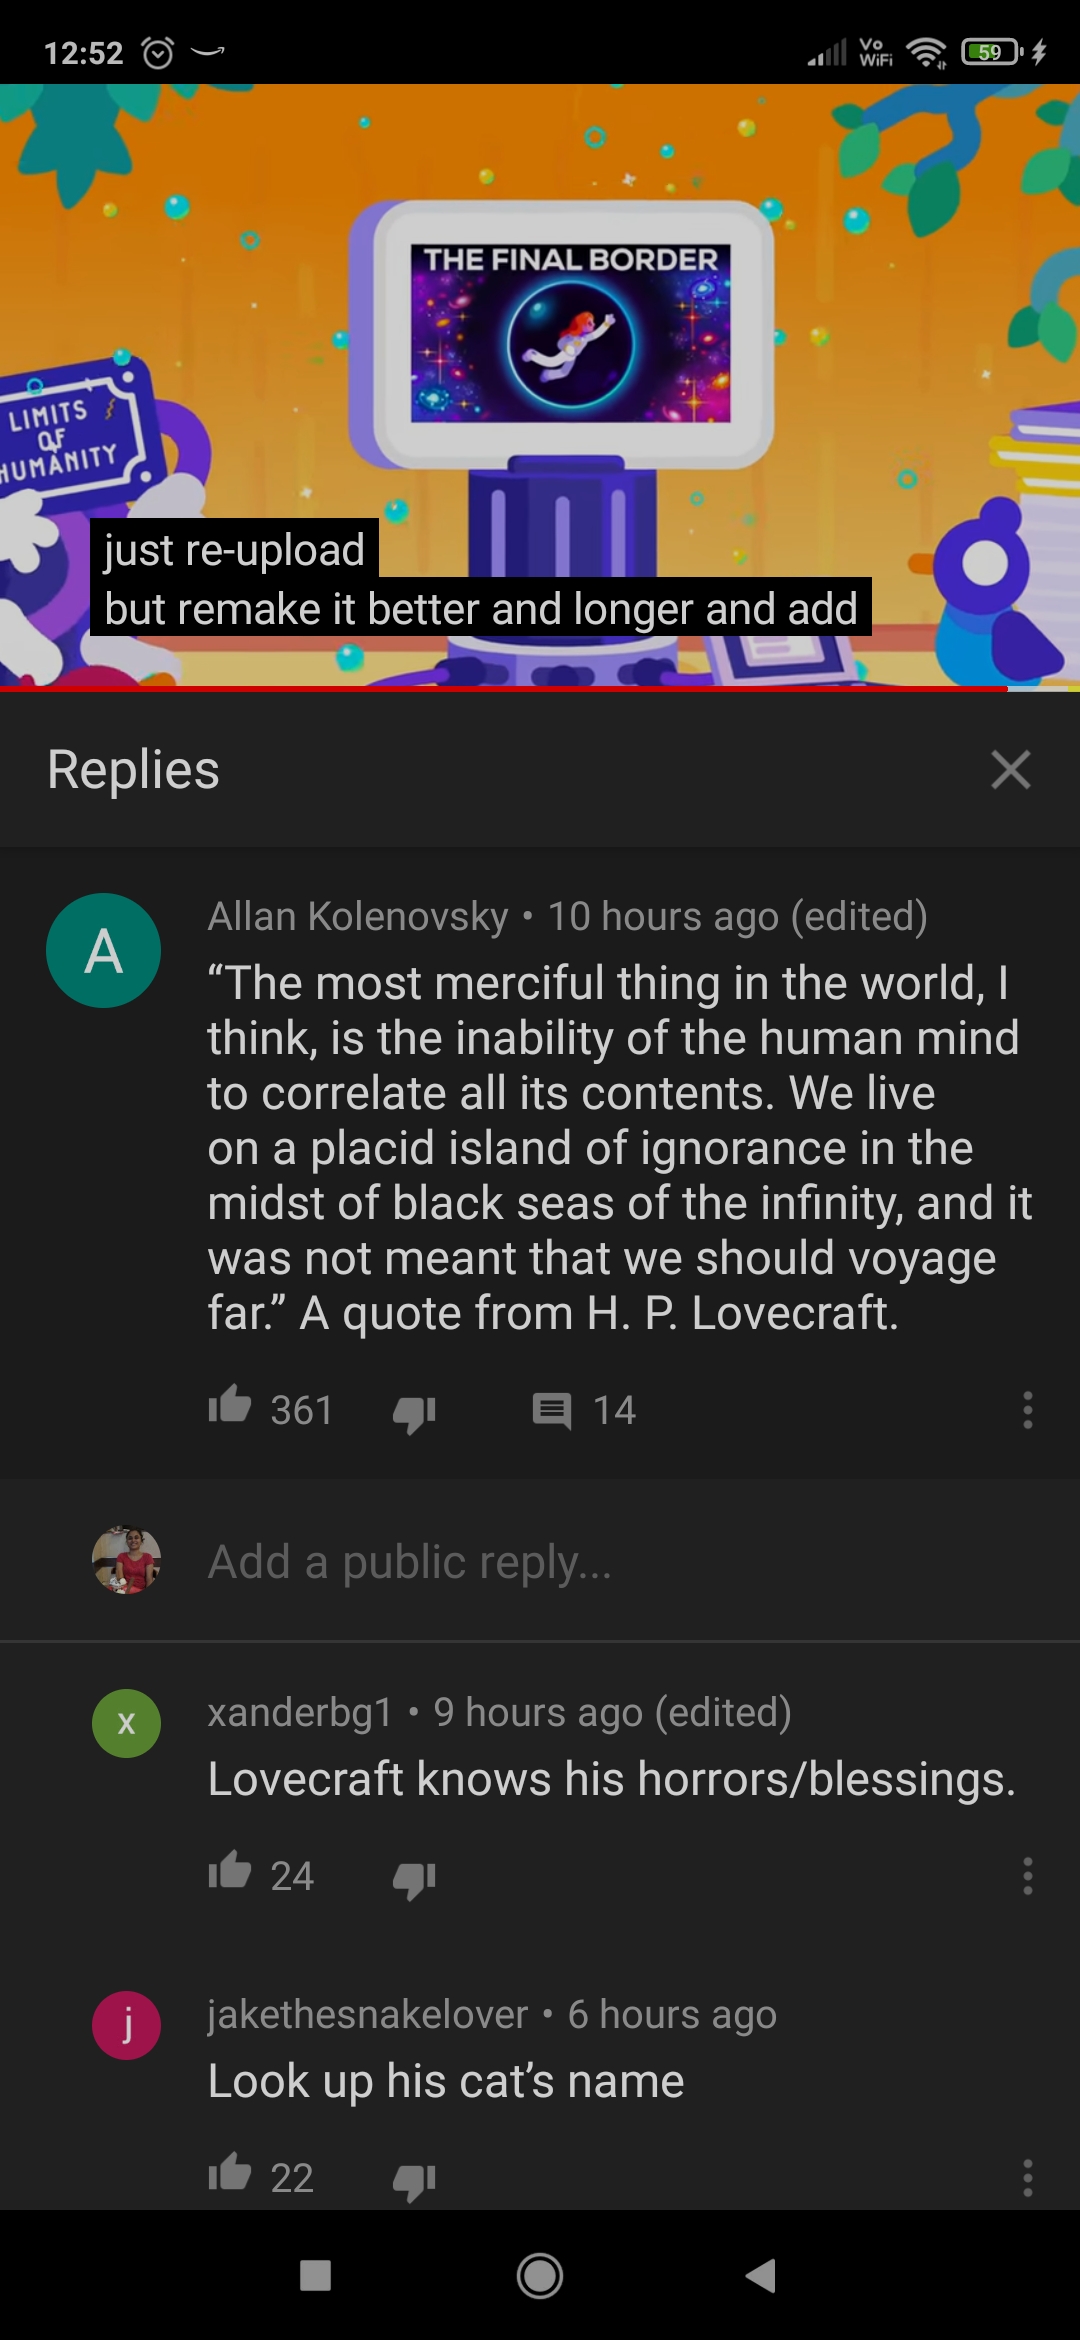 12:52
Vo
WiFi
59
THE FINAL BORDER
LIMITS
OF
HUMANITY
just re-upload
but remake it better and longer and add
Replies
A
Allan Kolenovsky • 10 hours ago (edited)
“The most merciful thing in the world, I
think, is the inability of the human mind
to correlate all its contents. We live
on a placid island of ignorance in the
midst of black seas of the infinity, and it
was not meant that we should voyage
far.” A quote from H. P. Lovecraft.
361
14
Add a public reply...
x
xanderbg1 • 9 hours ago (edited)
Lovecraft knows his horrors/blessings.
24
j
jakethesnakelover • 6 hours ago
Look up his cat’s name
22